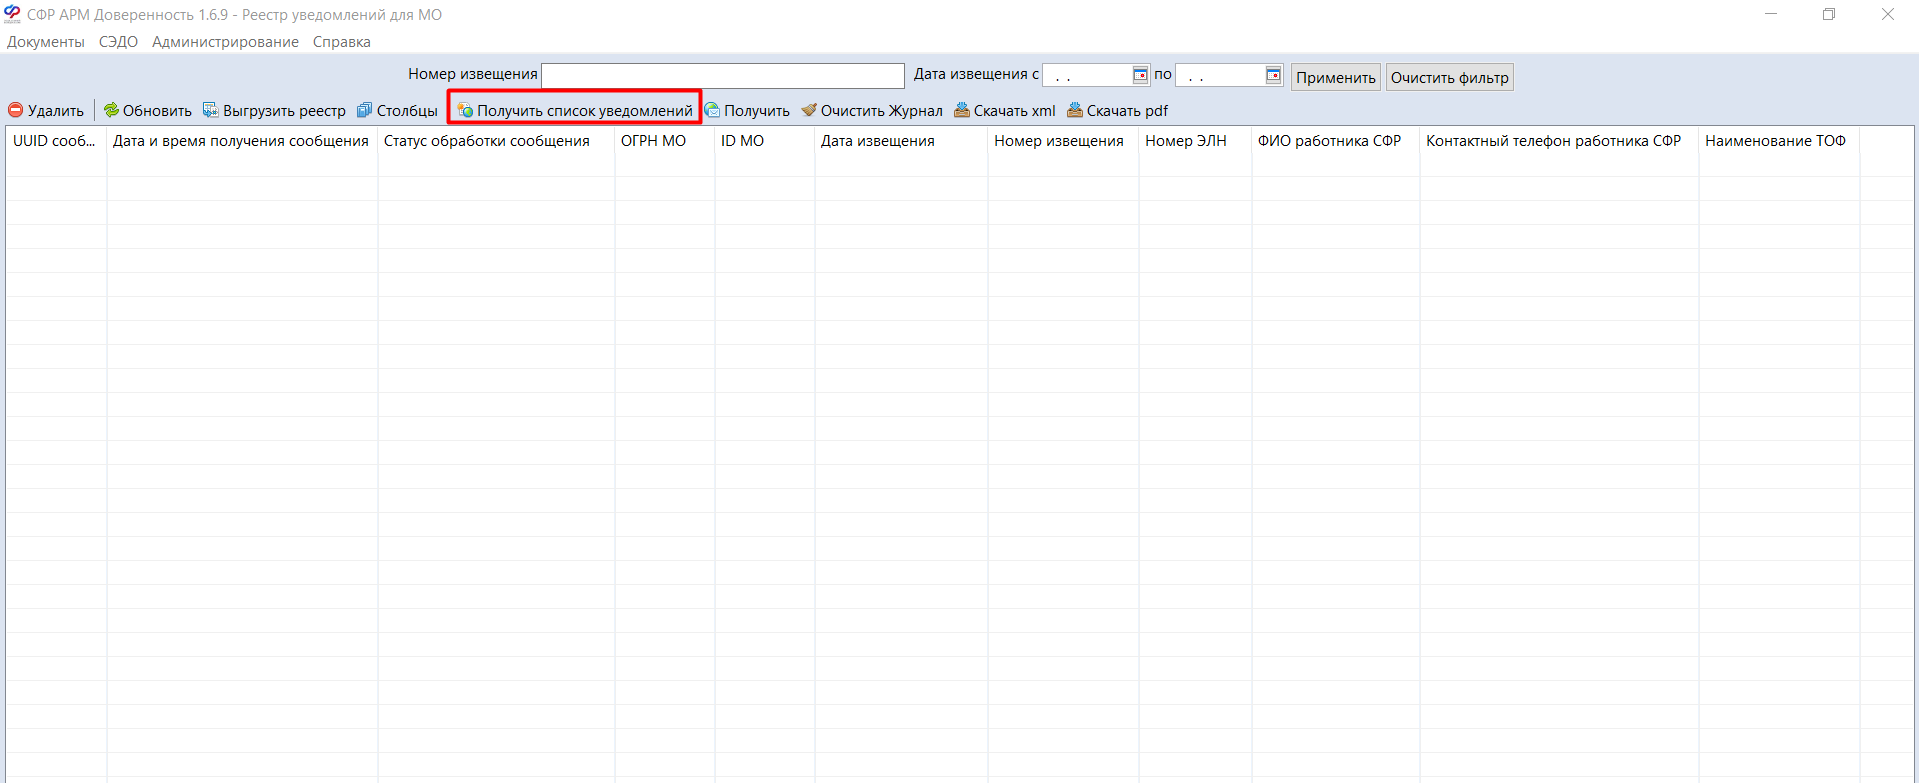 СФР АРМ Доверенность 1.6.9 - Реестр уведомлений для МО
Документы СЭДО Администрирование Справка
Номер извещения Дата извещения с . . по . . Применить Очистить фильтр
Удалить Обновить Выгрузить реестр Столбцы Получить список уведомлений Получить Очистить Журнал Скачать xml Скачать pdf
UUID сооб... Дата и время получения сообщения Статус обработки сообщения ОГРН МО ID МО Дата извещения Номер извещения Номер ЭЛН ФИО работника СФР Контактный телефон работника СФР Наименование ТОФ